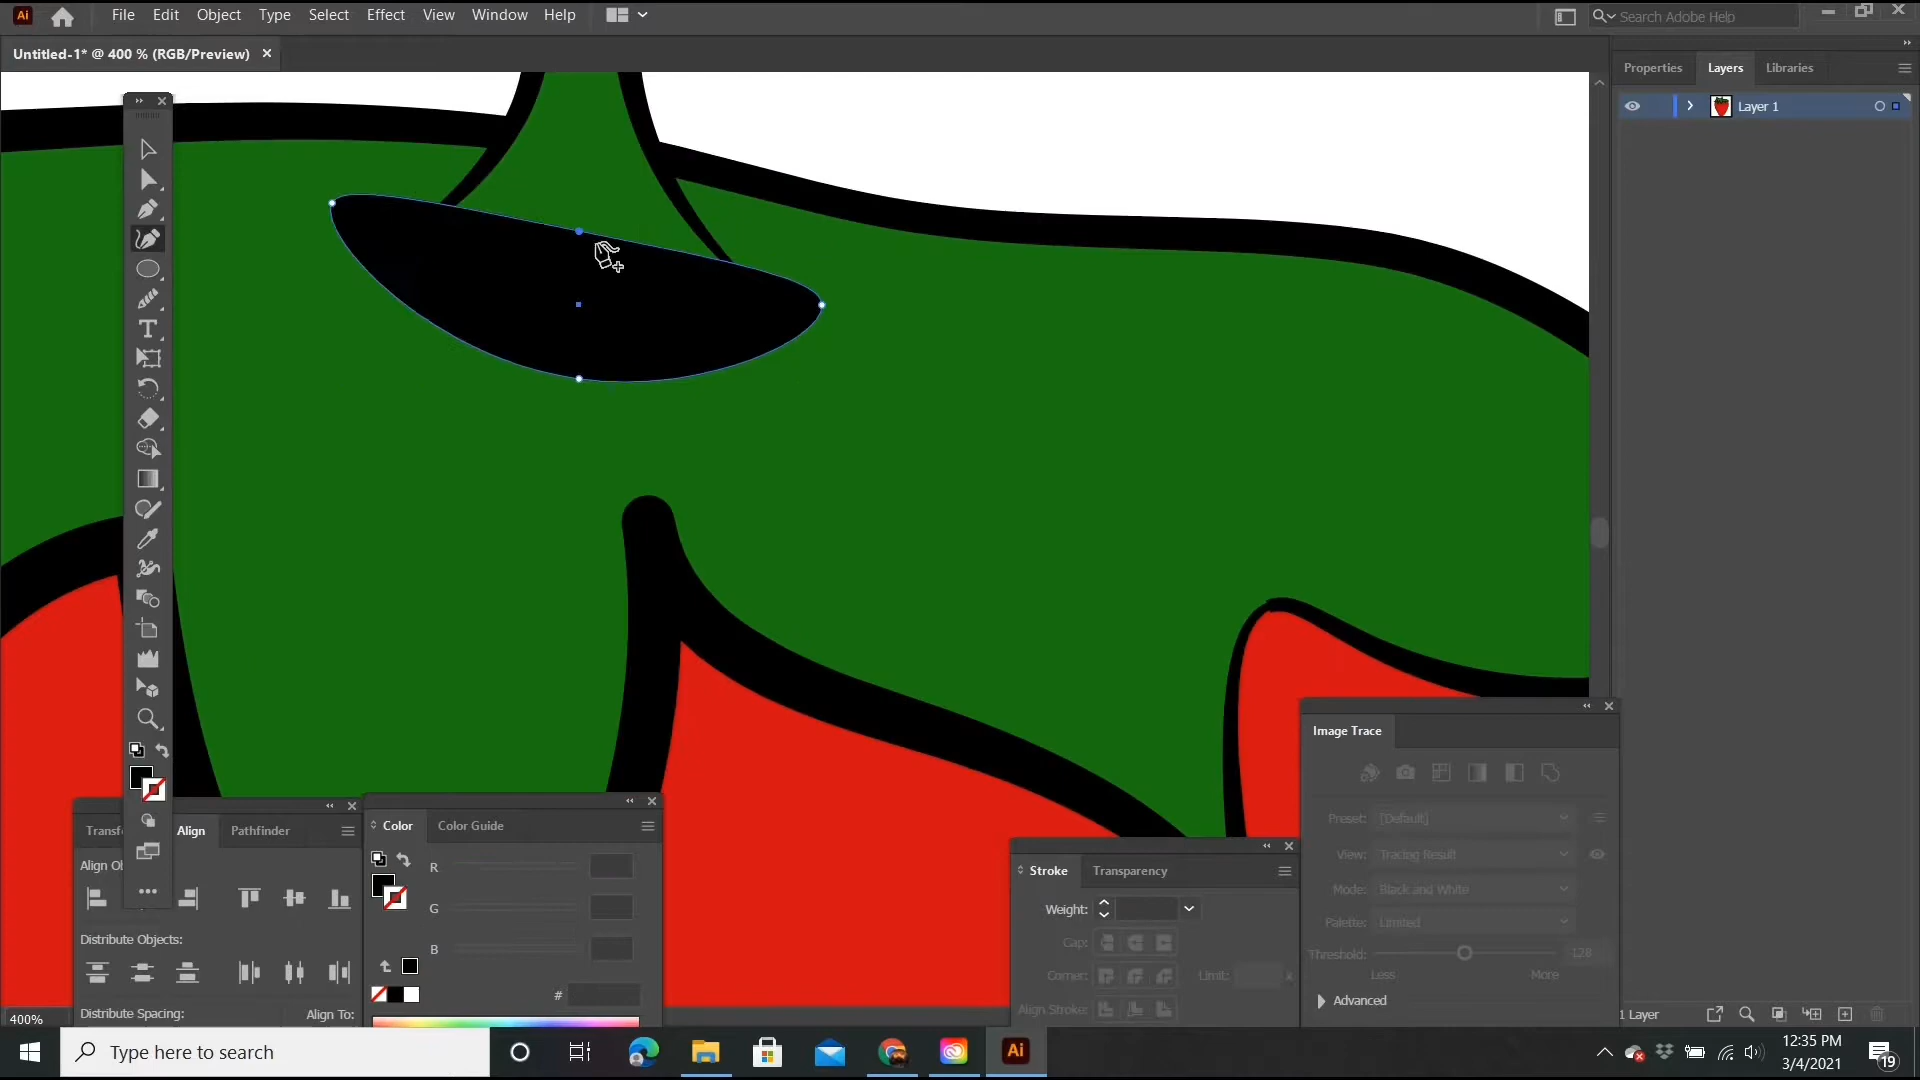 Ai File Edit Object Type Select Effect View Window Help Search Adobe Help
Untitled-1* @ 400 % (RGB/Preview) ×
Properties Layers Libraries
Layer 1
Image Trace
Preset: [Default]
View: Tracing Result
Mode: Black and White
Palette: Limited
Threshold: 128
Less More
Advanced
Align Pathfinder
Distribute Objects:
Distribute Spacing: Align To:
Color Color Guide
R
G
B
#
Stroke Transparency
Weight:
Gap:
Corner: Limit: x
Align Stroke:
400%
1 Layer
Type here to search
Ai
12:35 PM
3/4/2021
19